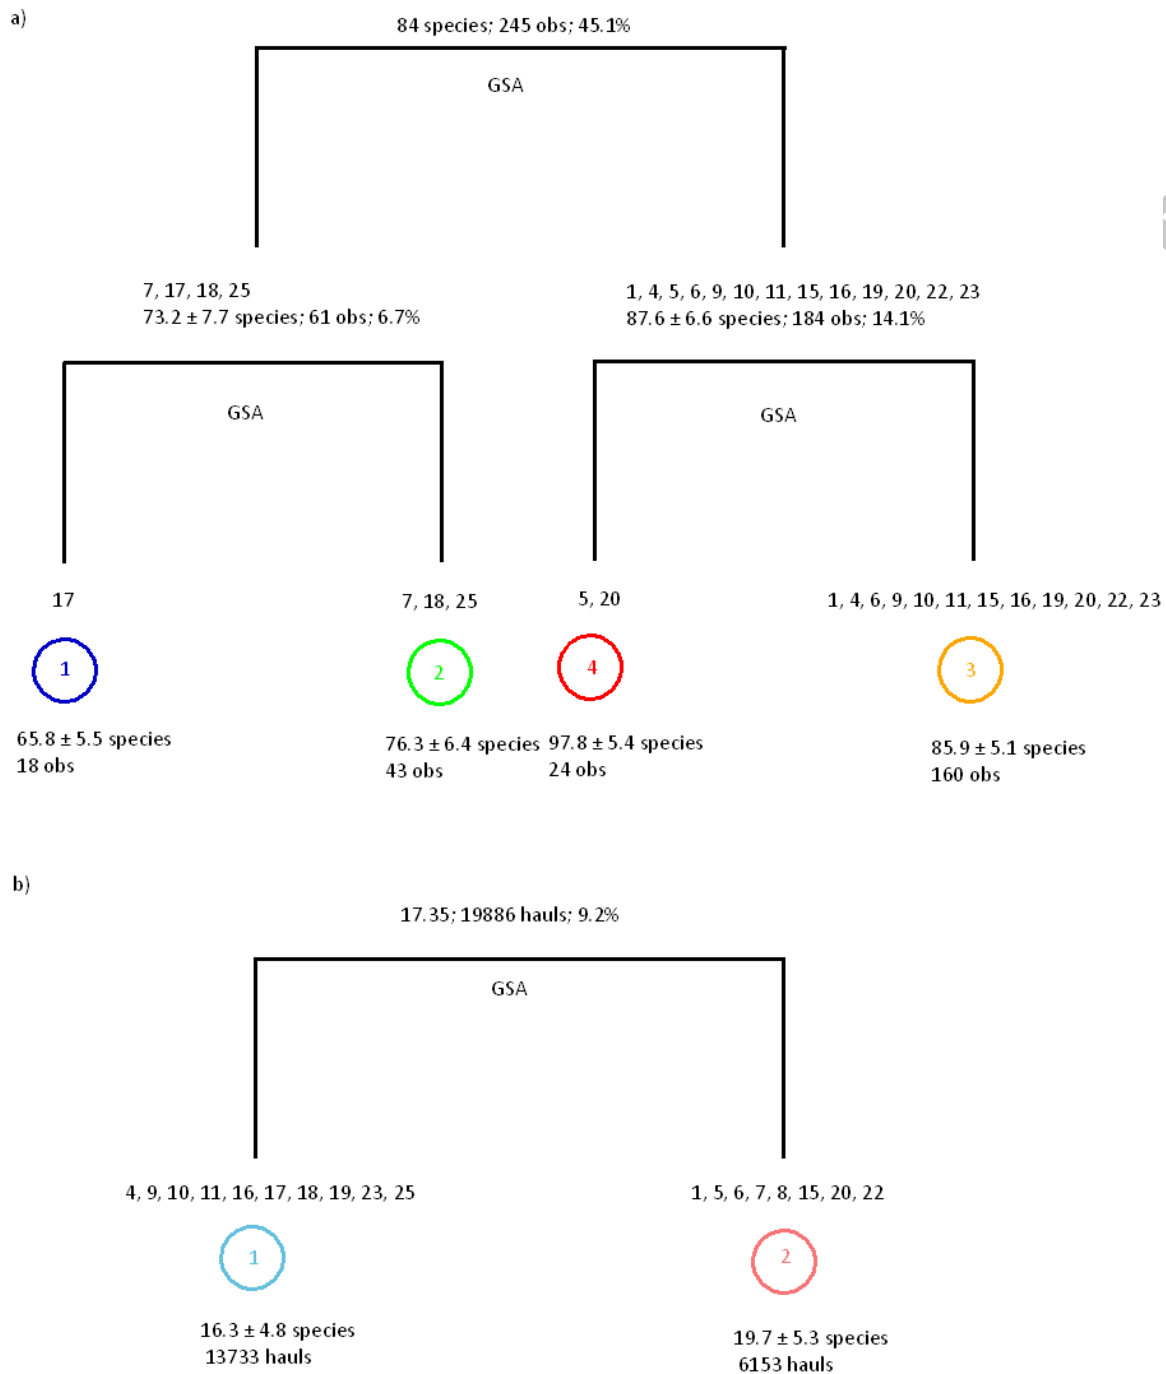 a)
84 species; 245 obs; 45.1%
GSA
7, 17, 18, 25
73.2 ± 7.7 species; 61 obs; 6.7%
1, 4, 5, 6, 9, 10, 11, 15, 16, 19, 20, 22, 23
87.6 ± 6.6 species; 184 obs; 14.1%
GSA
GSA
17
7, 18, 25
5, 20
1, 4, 6, 9, 10, 11, 15, 16, 19, 20, 22, 23
1
2
4
3
65.8 ± 5.5 species
18 obs
76.3 ± 6.4 species
43 obs
97.8 ± 5.4 species
24 obs
85.9 ± 5.1 species
160 obs
b)
17.35; 19886 hauls; 9.2%
GSA
4, 9, 10, 11, 16, 17, 18, 19, 23, 25
1, 5, 6, 7, 8, 15, 20, 22
1
2
16.3 ± 4.8 species
13733 hauls
19.7 ± 5.3 species
6153 hauls